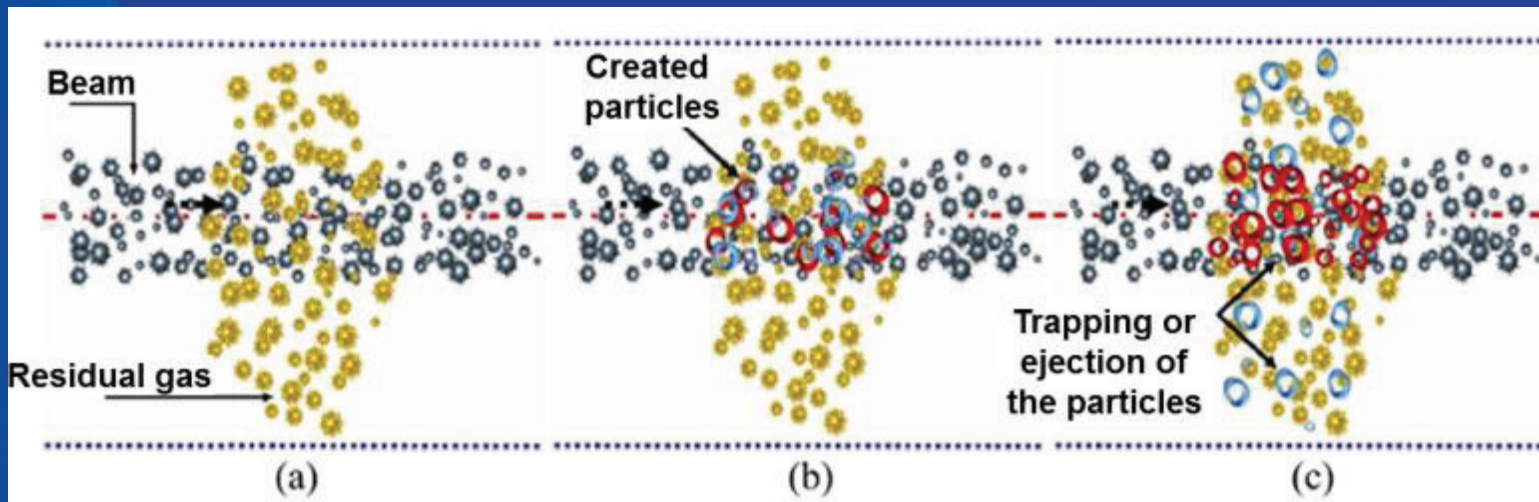 Beam
Residual gas
(a)
Created
particles
(b)
Trapping or
ejection of
the particles
(c)